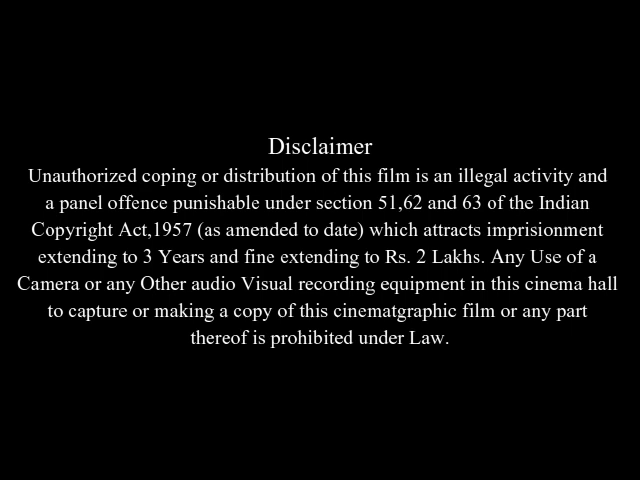 Disclaimer
Unauthorized coping or distribution of this film is an illegal activity and
a panel offence punishable under section 51,62 and 63 of the Indian
Copyright Act,1957 (as amended to date) which attracts imprisionment
extending to 3 Years and fine extending to Rs. 2 Lakhs. Any Use of a
Camera or any Other audio Visual recording equipment in this cinema hall
to capture or making a copy of this cinematgraphic film or any part
thereof is prohibited under Law.